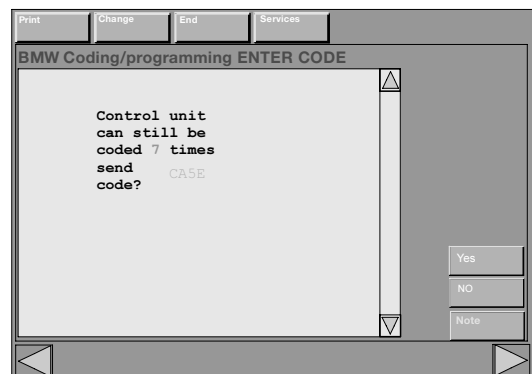 Print Change End Services
BMW Coding/programming ENTER CODE
Control unit
can still be
coded 7 times
send
CA5E
code?
Yes
NO
Note